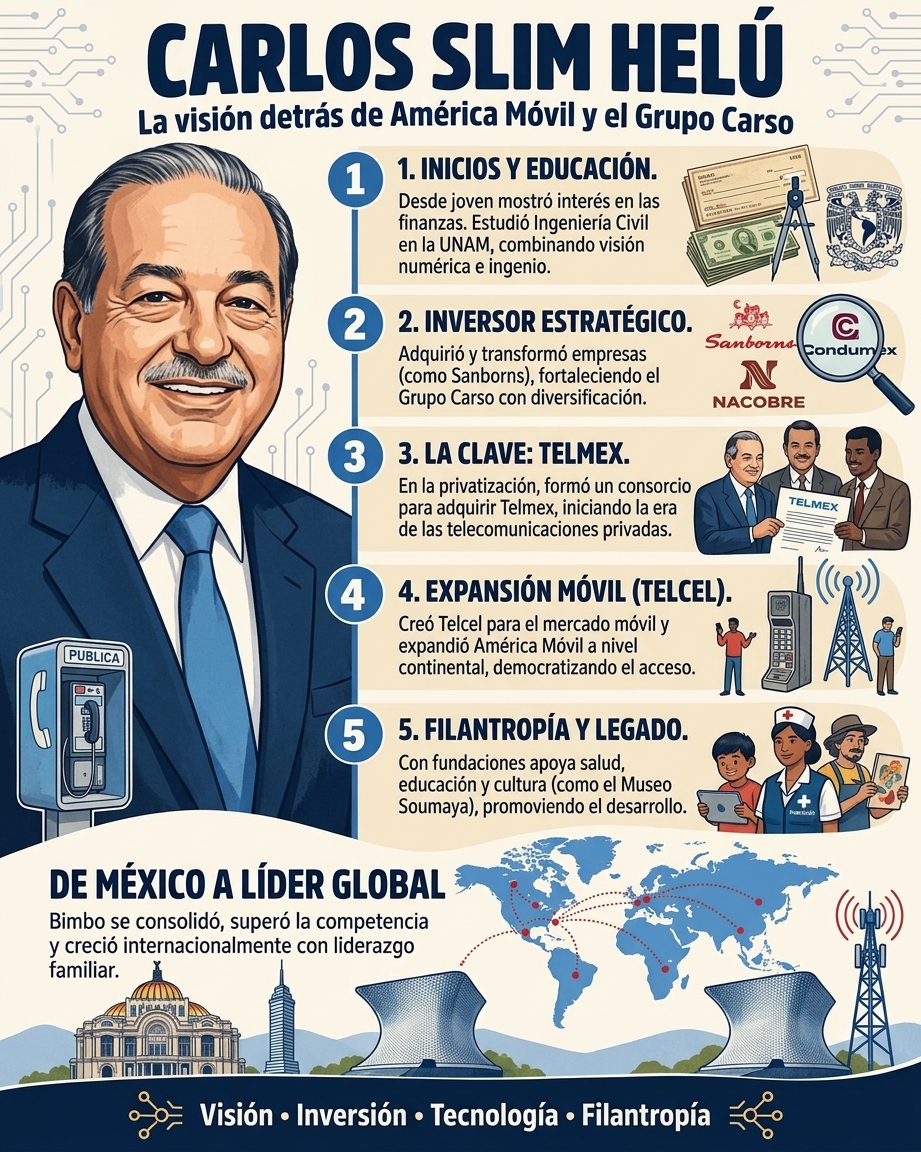 CARLOS SLIM HELÚ
La visión detrás de América Móvil y el Grupo Carso
1
1. INICIOS Y EDUCACIÓN.
Desde joven mostró interés en las
finanzas. Estudió Ingeniería Civil
en la UNAM, combinando visión
numérica e ingenio.
2
2. INVERSOR ESTRATÉGICO.
Adquirió y transformó empresas
(como Sanborns), fortaleciendo el
Grupo Carso con diversificación.
Sanborns
Condumex
NACOBRE
3
3. LA CLAVE: TELMEX.
En la privatización, formó un consorcio
para adquirir Telmex, iniciando la era
de las telecomunicaciones privadas.
TELMEX
4
4. EXPANSIÓN MÓVIL (TELCEL).
Creó Telcel para el mercado móvil y
expandió América Móvil a nivel
continental, democratizando el acceso.
PUBLICA
5
5. FILANTROPÍA Y LEGADO.
Con fundaciones apoya salud,
educación y cultura (como el Museo
Soumaya), promoviendo el desarrollo.
DE MÉXICO A LÍDER GLOBAL
Bimbo se consolidó, superó la competencia
y creció internacionalmente con liderazgo
familiar.
Visión • Inversión • Tecnología • Filantropía